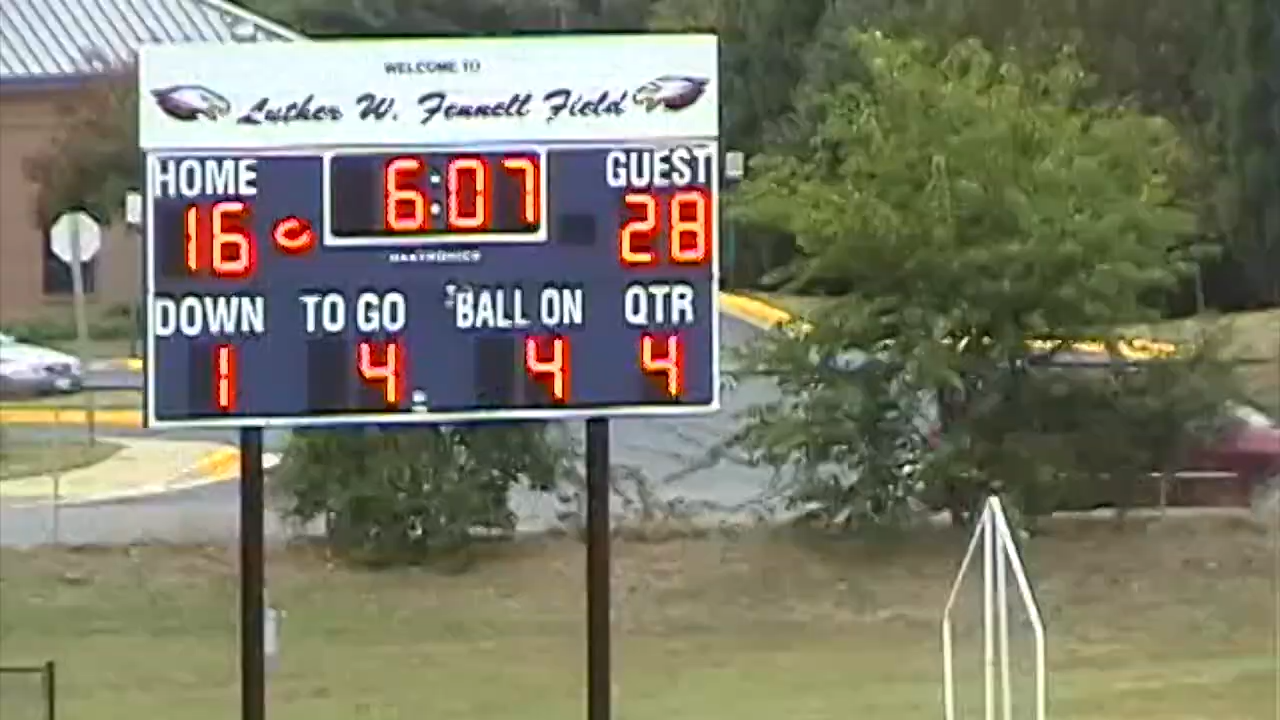 WELCOME TO
Luther W. Fennell Field
HOME 6:07 GUEST
16 28
DAKTRONICS
DOWN TO GO BALL ON QTR
1 4 4 4